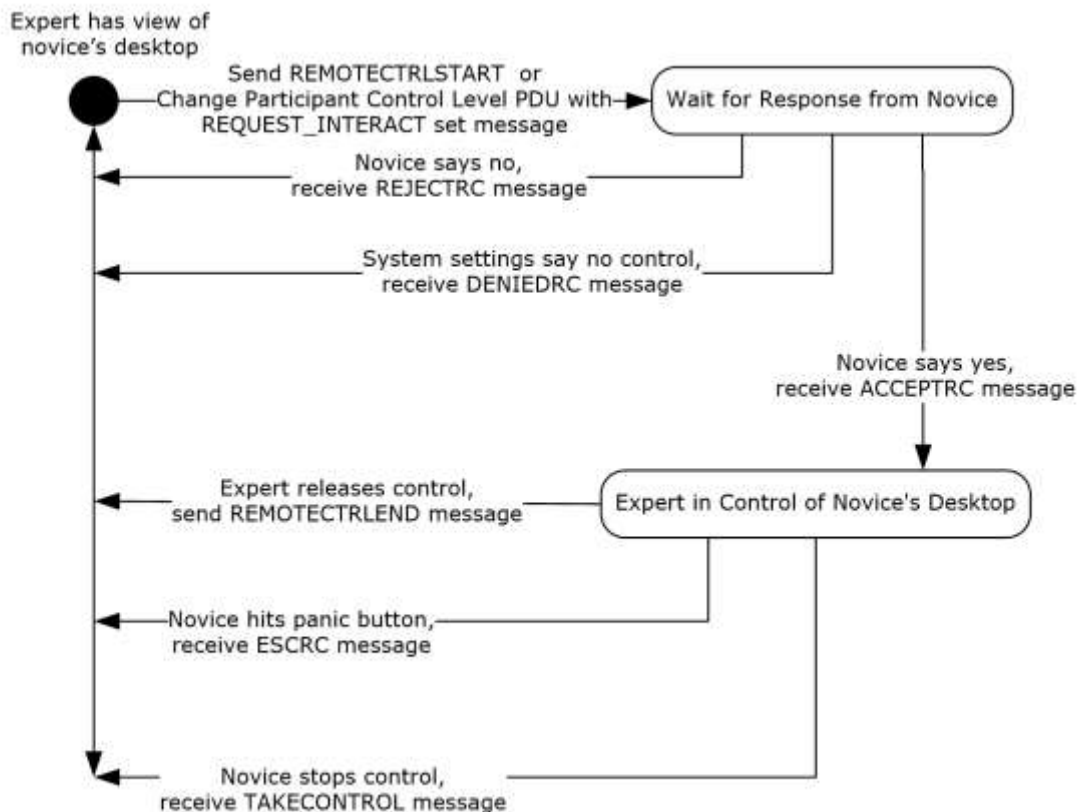 Expert has view of
novice's desktop
Send REMOTECTRLSTART or
Change Participant Control Level PDU with
REQUEST_INTERACT set message
Wait for Response from Novice
Novice says no,
receive REJECTRC message
System settings say no control,
receive DENIEDRC message
Novice says yes,
receive ACCEPTRC message
Expert releases control,
send REMOTECTRLEND message
Expert in Control of Novice's Desktop
Novice hits panic button,
receive ESCRC message
Novice stops control,
receive TAKECONTROL message